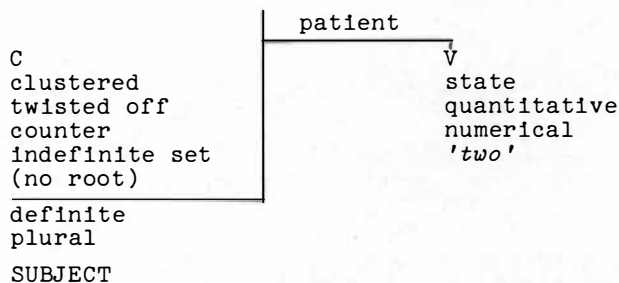 patient
C
clustered
twisted off
counter
indefinite set
(no root)
definite
plural
SUBJECT
V
state
quantitative
numerical
'two'